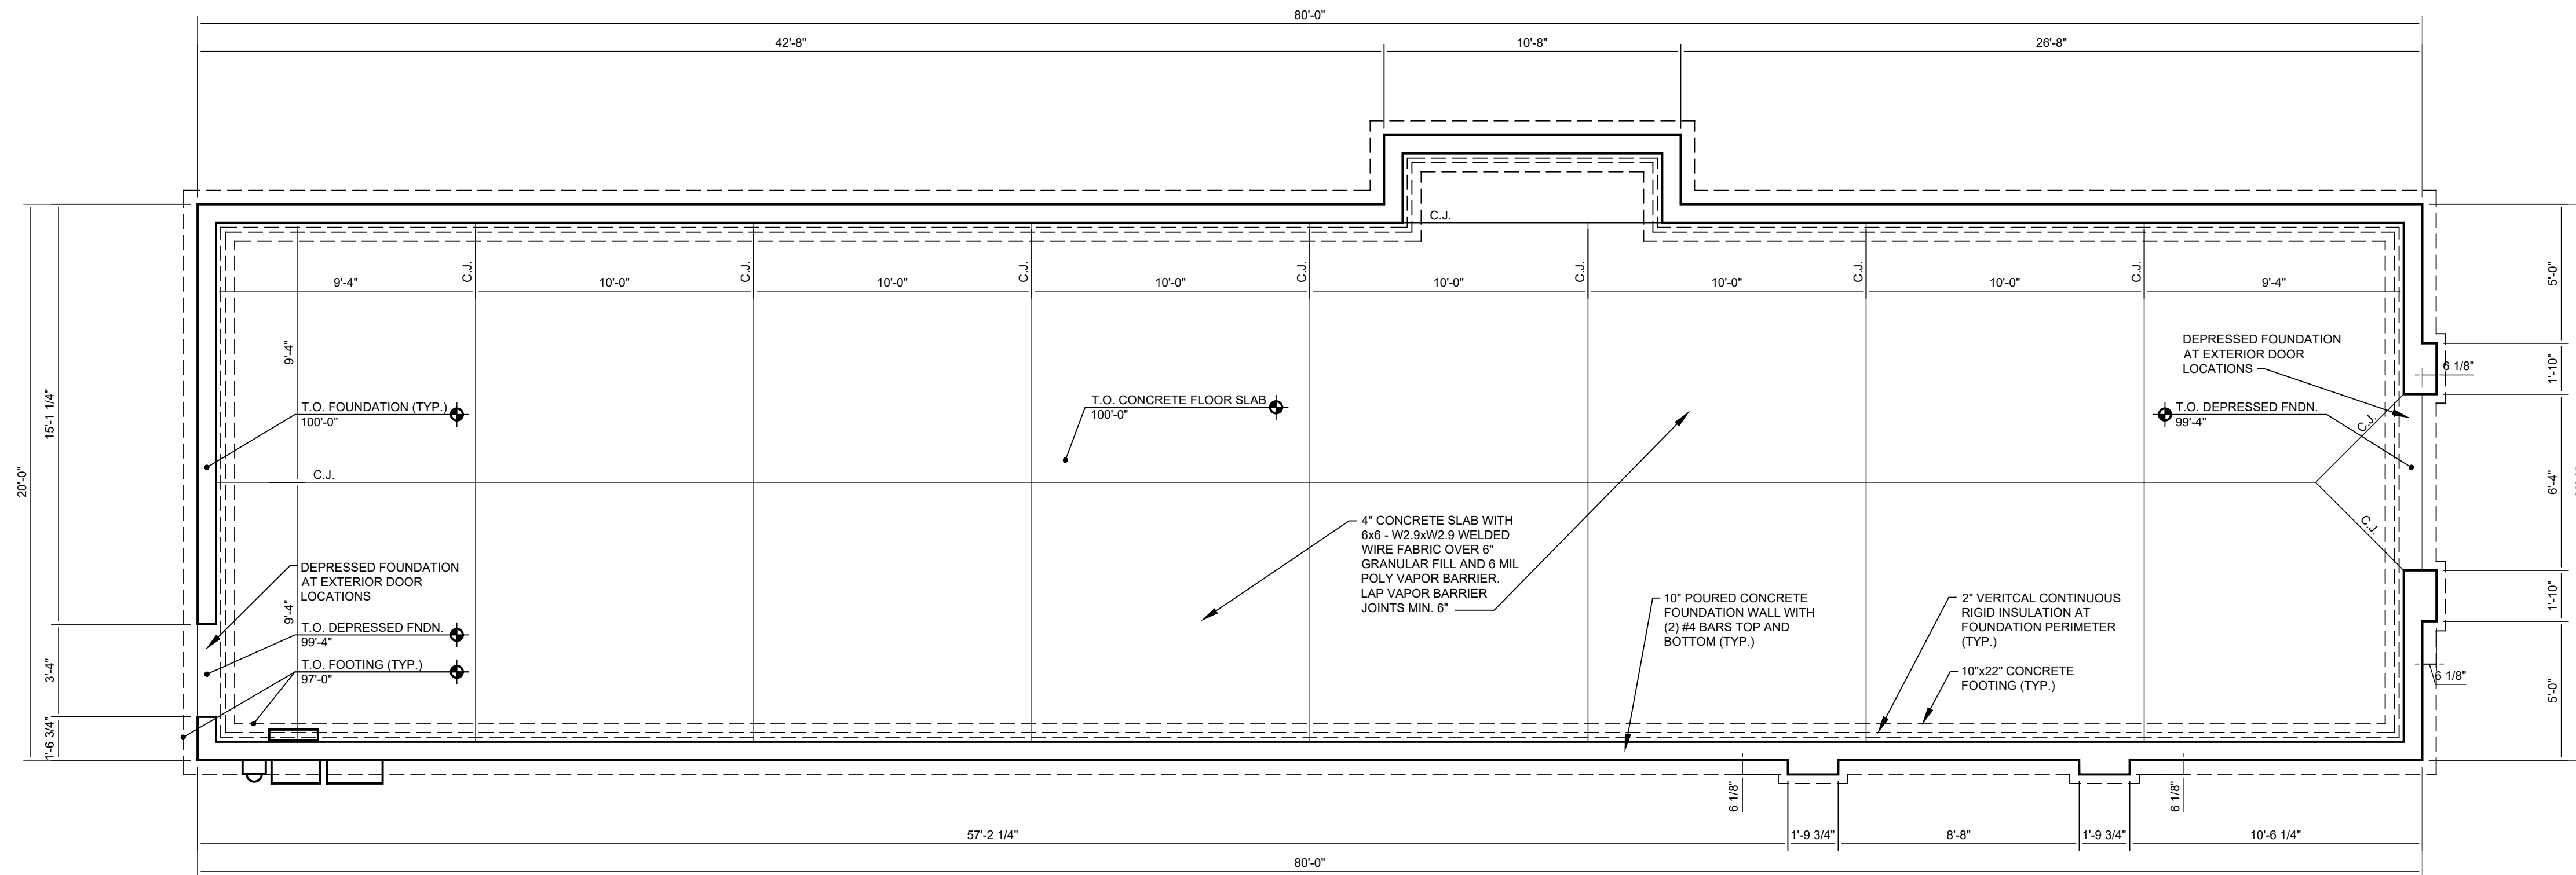 80'-0"
42'-8"
10'-8"
26'-8"
C.J.
C.J.
C.J.
C.J.
C.J.
C.J.
C.J.
C.J.
9'-4"
10'-0"
10'-0"
10'-0"
10'-0"
10'-0"
10'-0"
9'-4"
5'-0"
9'-4"
DEPRESSED FOUNDATION
AT EXTERIOR DOOR
LOCATIONS
6 1/8"
1'-10"
15'-1 1/4"
T.O. FOUNDATION (TYP.)
100'-0"
T.O. CONCRETE FLOOR SLAB
100'-0"
T.O. DEPRESSED FNDN.
99'-4"
C.J.
20'-0"
C.J.
6'-4"
C.J.
4" CONCRETE SLAB WITH
6x6 - W2.9xW2.9 WELDED
WIRE FABRIC OVER 6"
GRANULAR FILL AND 6 MIL
POLY VAPOR BARRIER.
LAP VAPOR BARRIER
JOINTS MIN. 6"
DEPRESSED FOUNDATION
AT EXTERIOR DOOR
LOCATIONS
9'-4"
10" POURED CONCRETE
FOUNDATION WALL WITH
(2) #4 BARS TOP AND
BOTTOM (TYP.)
2" VERITCAL CONTINUOUS
RIGID INSULATION AT
FOUNDATION PERIMETER
(TYP.)
1'-10"
T.O. DEPRESSED FNDN.
99'-4"
3'-4"
T.O. FOOTING (TYP.)
97'-0"
10"x22" CONCRETE
FOOTING (TYP.)
6 1/8"
5'-0"
1'-6 3/4"
6 1/8"
6 1/8"
57'-2 1/4"
1'-9 3/4"
8'-8"
1'-9 3/4"
10'-6 1/4"
80'-0"